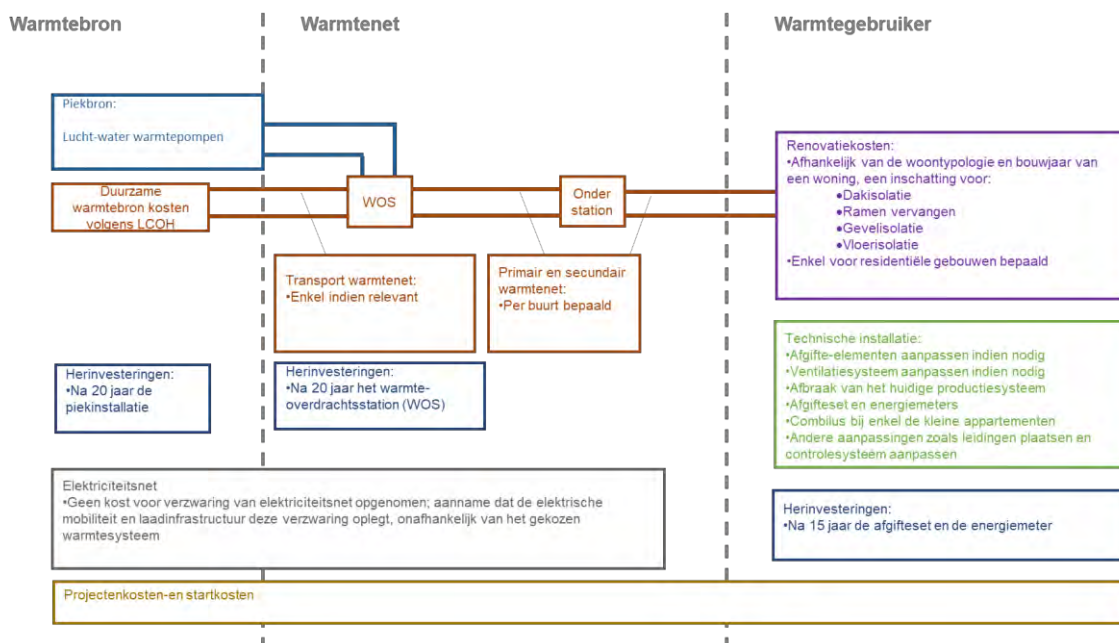 Warmtebron
Warmtenet
Warmtegebruiker
Piekbron:
Lucht-water warmtepompen
Duurzame
warmtebron kosten
volgens LCOH
WOS
Onder
station
Transport warmtenet:
•Enkel indien relevant
Primair en secundair
warmtenet:
•Per buurt bepaald
Herinvesteringen:
•Na 20 jaar de
piekinstallatie
Herinvesteringen:
•Na 20 jaar het warmte-
overdrachtsstation (WOS)
Elektriciteitsnet
•Geen kost voor verzwaring van elektriciteitsnet opgenomen; aanname dat de elektrische
mobiliteit en laadinfrastructuur deze verzwaring oplegt, onafhankelijk van het gekozen
warmtesysteem
Renovatiekosten:
•Afhankelijk van de woontypologie en bouwjaar van
een woning, een inschatting voor:
•Dakisolatie
•Ramen vervangen
•Gevelisolatie
•Vloerisolatie
•Enkel voor residentiële gebouwen bepaald
Technische installatie:
•Afgifte-elementen aanpassen indien nodig
•Ventilatiesysteem aanpassen indien nodig
•Afbraak van het huidige productiesysteem
•Afgifteset en energiemeters
•Combilus bij enkel de kleine appartementen
•Andere aanpassingen zoals leidingen plaatsen en
controlesysteem aanpassen
Herinvesteringen:
•Na 15 jaar de afgifteset en de energiemeter
Projectenkosten-en startkosten